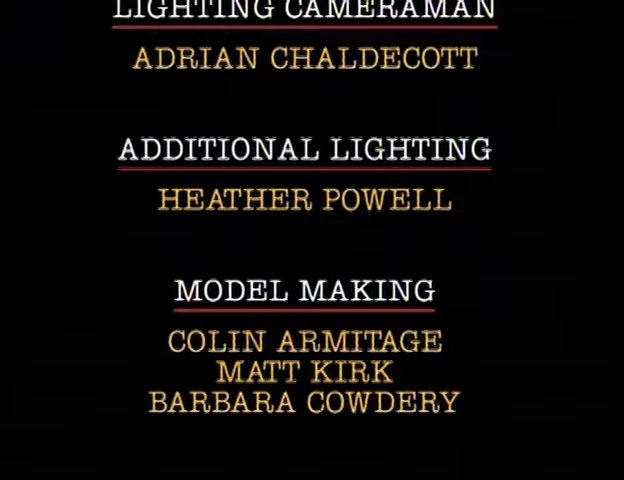 LIGHTING CAMERAMAN
ADRIAN CHALDECOTT
ADDITIONAL LIGHTING
HEATHER POWELL
MODEL MAKING
COLIN ARMITAGE
MATT KIRK
BARBARA COWDERY